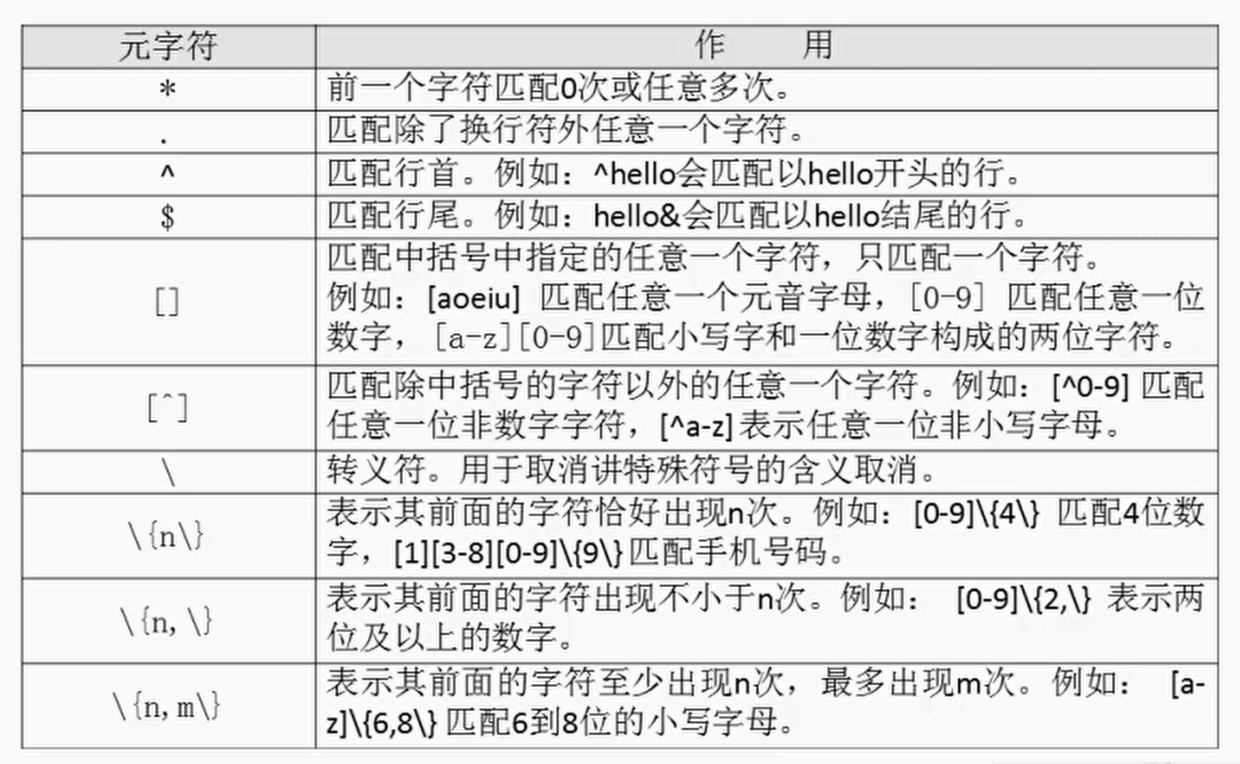 元字符 作 用
* 前一个字符匹配0次或任意多次。
. 匹配除了换行符外任意一个字符。
^ 匹配行首。例如：^hello会匹配以hello开头的行。
$ 匹配行尾。例如：hello&会匹配以hello结尾的行。
[] 匹配中括号中指定的任意一个字符，只匹配一个字符。
例如：[aoeiu] 匹配任意一个元音字母，[0-9] 匹配任意一位
数字，[a-z][0-9]匹配小写字和一位数字构成的两位字符。
[^] 匹配除中括号的字符以外的任意一个字符。例如：[^0-9] 匹配
任意一位非数字字符，[^a-z]表示任意一位非小写字母。
\ 转义符。用于取消讲特殊符号的含义取消。
\{n\} 表示其前面的字符恰好出现n次。例如：[0-9]\{4\} 匹配4位数
字，[1][3-8][0-9]\{9\}匹配手机号码。
\{n,\} 表示其前面的字符出现不小于n次。例如： [0-9]\{2,\} 表示两
位及以上的数字。
\{n,m\} 表示其前面的字符至少出现n次，最多出现m次。例如： [a-
z]\{6,8\} 匹配6到8位的小写字母。